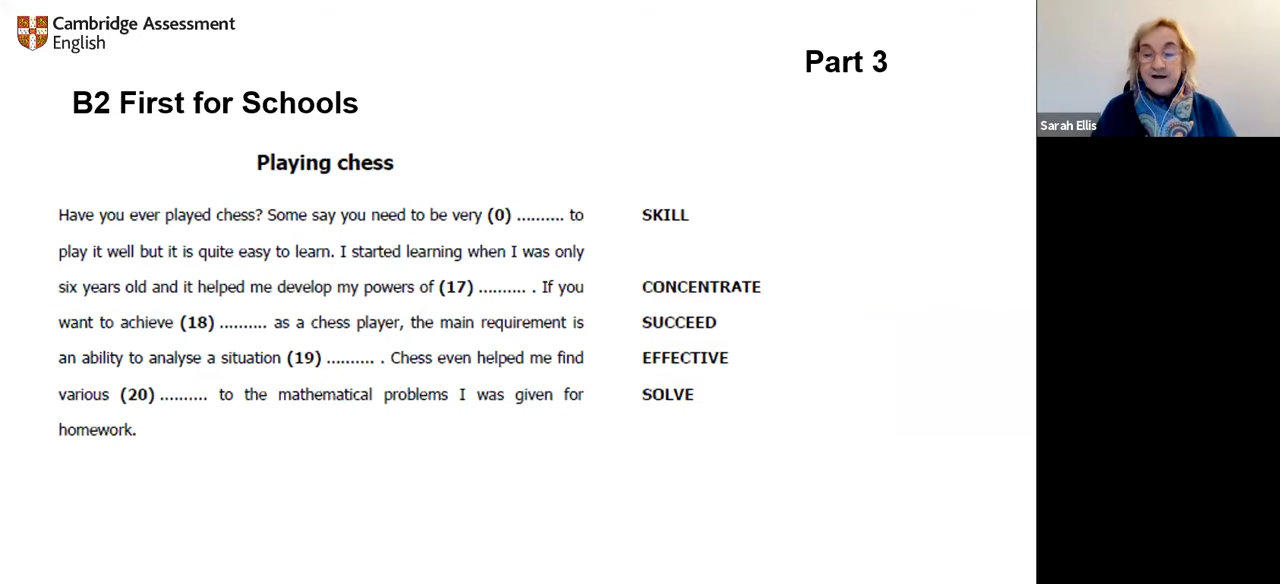 Cambridge Assessment
English
Part 3
B2 First for Schools
Sarah Ellis
Playing chess
Have you ever played chess? Some say you need to be very (0) .......... to SKILL
play it well but it is quite easy to learn. I started learning when I was only
six years old and it helped me develop my powers of (17) .......... . If you CONCENTRATE
want to achieve (18) .......... as a chess player, the main requirement is SUCCEED
an ability to analyse a situation (19) .......... . Chess even helped me find EFFECTIVE
various (20) .......... to the mathematical problems I was given for SOLVE
homework.